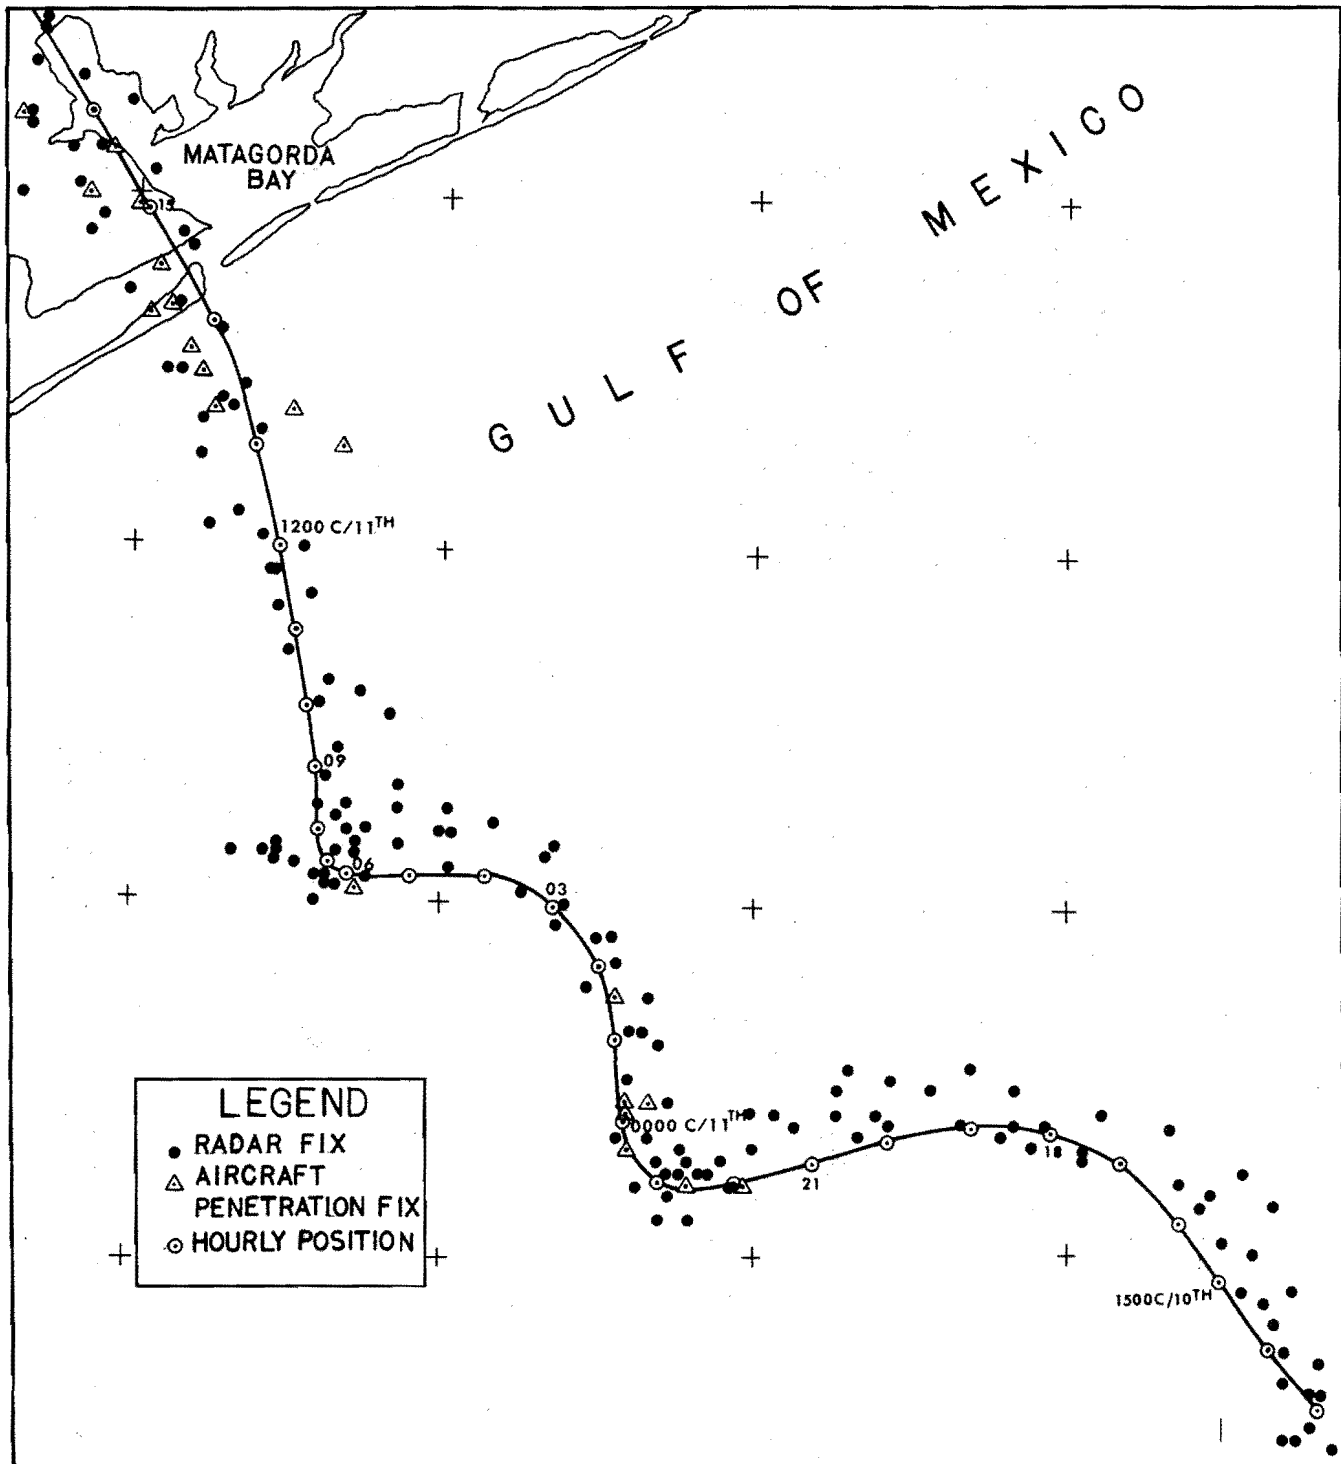 MATAGORDA
BAY
GULF OF MEXICO
15
1200 C/11TH
09
06
03
0000 C/11TH
21
18
1500C/10TH
LEGEND
RADAR FIX
AIRCRAFT
PENETRATION FIX
HOURLY POSITION